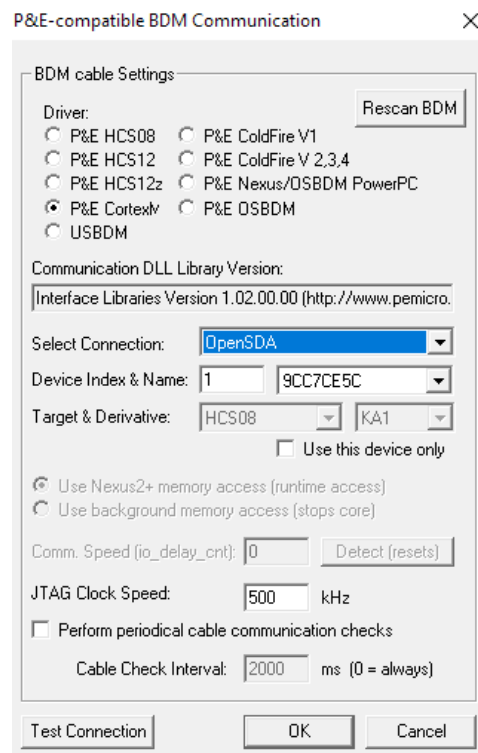 P&E-compatible BDM Communication
BDM cable Settings
Driver:
Rescan BDM
P&E HCS08 P&E ColdFire V1
P&E HCS12 P&E ColdFire V 2,3,4
P&E HCS12z P&E Nexus/OSBDM PowerPC
P&E CortexM P&E OSBDM
USBDM
Communication DLL Library Version:
Interface Libraries Version 1.02.00.00 (http://www.pemicro.
Select Connection: OpenSDA
Device Index & Name: 1 9CC7CE5C
Target & Derivative: HCS08 KA1
Use this device only
Use Nexus2+ memory access (runtime access)
Use background memory access (stops core)
Comm. Speed (io_delay_cnt): 0 Detect (resets)
JTAG Clock Speed: 500 kHz
Perform periodical cable communication checks
Cable Check Interval: 2000 ms (0 = always)
Test Connection OK Cancel